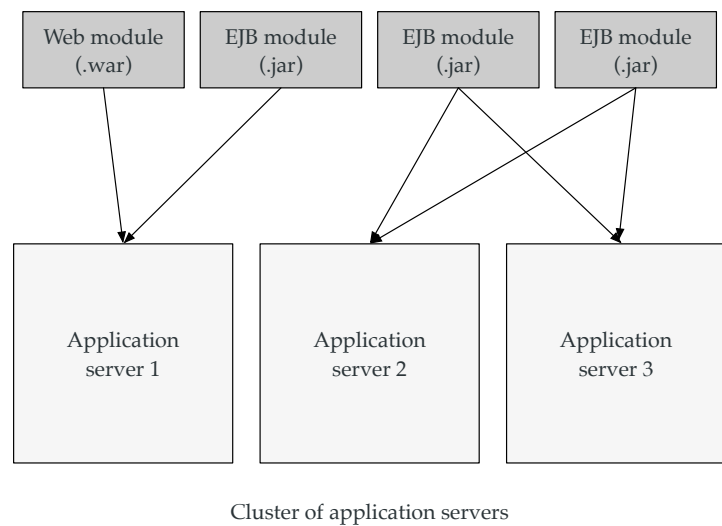 Web module
(.war)
EJB module
(.jar)
EJB module
(.jar)
EJB module
(.jar)
Application
server 1
Application
server 2
Application
server 3
Cluster of application servers